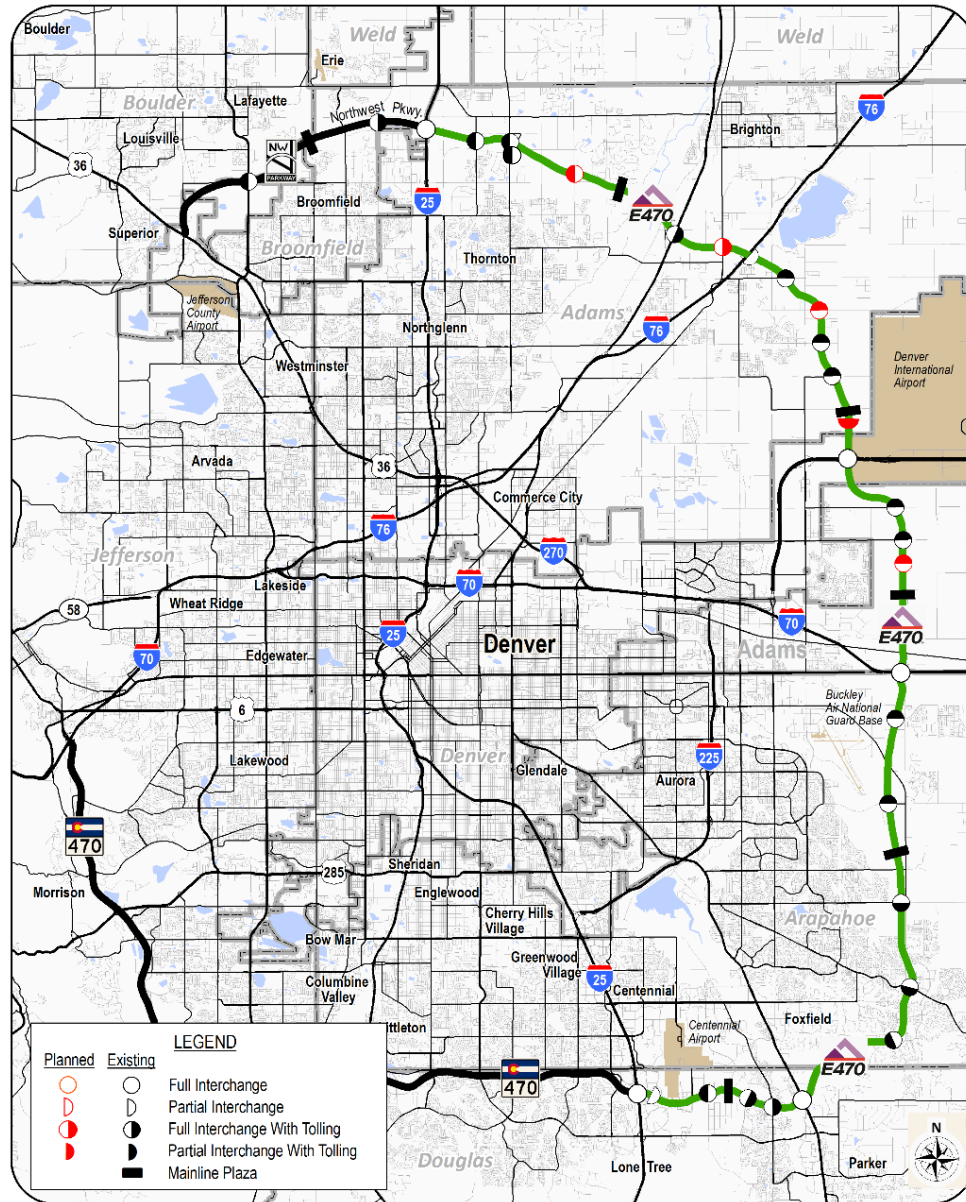 Boulder
Weld
Weld
Erie
Boulder
Lafayette
Northwest Pkwy.
76
Louisville
Brighton
36
NW
PARKWAY
Broomfield
25
E470
Superior
Broomfield
Thornton
Jefferson
County
Airport
Adams
Northglenn
76
Denver
International
Airport
Westminster
Arvada
36
Commerce City
76
270
Jefferson
Lakeside
70
58
Wheat Ridge
70
25
Denver
E470
Adams
70
Edgewater
6
Buckley
Air National
Guard Base
Denver
225
Lakewood
Glendale
Aurora
470
Sheridan
285
Morrison
Englewood
Cherry Hills
Village
Arapahoe
Bow Mar
Greenwood
Village
Columbine
Valley
25
Centennial
Foxfield
ittleton
Centennial
Airport
E470
470
LEGEND
Planned Existing
Full Interchange
Partial Interchange
Full Interchange With Tolling
Partial Interchange With Tolling
Mainline Plaza
Douglas
Lone Tree
Parker
N